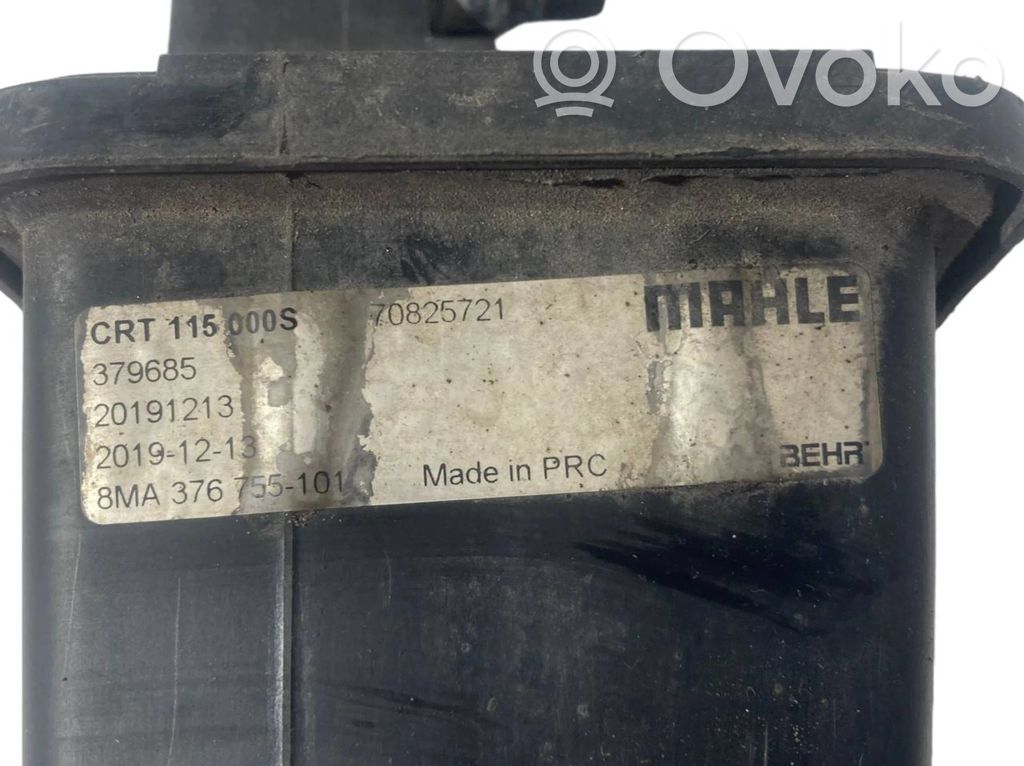 Ovoko
CRT 115 000S 70825721 MAHLE
379685
20191213
2019-12-13
8MA 376 755-101 Made in PRC BEHR